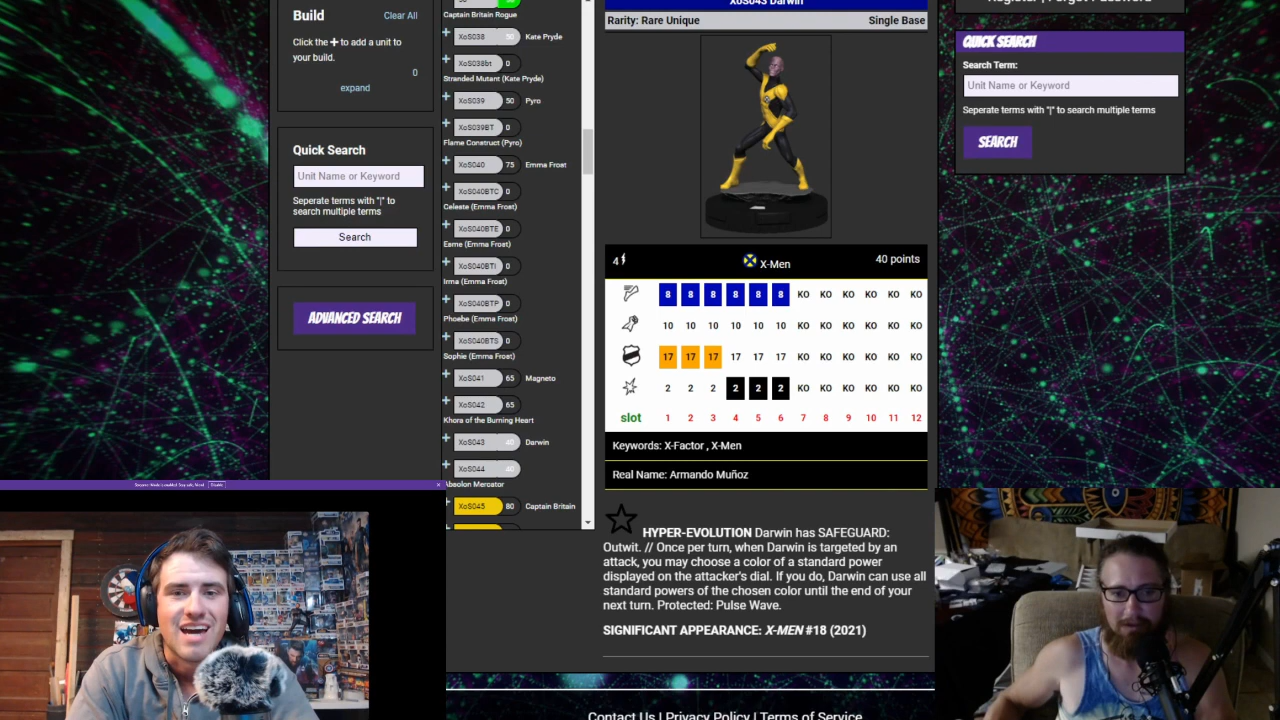 Build
Clear All
Click the + to add a unit to
your build.
0
expand
Quick Search
Unit Name or Keyword
Seperate terms with "|" to
search multiple terms
Search
ADVANCED SEARCH
Captain Britain Rogue
XoS038 50 Kate Pryde
XoS038bt 0
Stranded Mutant (Kate Pryde)
XoS039 50 Pyro
XoS039BT 0
Flame Construct (Pyro)
XoS040 75 Emma Frost
XoS040BTC 0
Celeste (Emma Frost)
XoS040BTE 0
Esme (Emma Frost)
XoS040BTI 0
Irma (Emma Frost)
XoS040BTP 0
Phoebe (Emma Frost)
XoS040BTS 0
Sophie (Emma Frost)
XoS041 65 Magneto
XoS042 65
Khora of the Burning Heart
XoS043 40 Darwin
XoS044 40
Absolon Mercator
XoS045 80 Captain Britain
XoS043 Darwin
Rarity: Rare Unique
Single Base
4
X-Men
40 points
8 8 8 8 8 8 KO KO KO KO KO KO
10 10 10 10 10 10 KO KO KO KO KO KO
17 17 17 17 17 17 KO KO KO KO KO KO
2 2 2 2 2 2 KO KO KO KO KO KO
slot 1 2 3 4 5 6 7 8 9 10 11 12
Keywords: X-Factor , X-Men
Real Name: Armando Muñoz
HYPER-EVOLUTION Darwin has SAFEGUARD:
Outwit. // Once per turn, when Darwin is targeted by an
attack, you may choose a color of a standard power
displayed on the attacker's dial. If you do, Darwin can use all
standard powers of the chosen color until the end of your
next turn. Protected: Pulse Wave.
SIGNIFICANT APPEARANCE: X-MEN #18 (2021)
Contact Us | Privacy Policy | Terms of Service
Register | Forgot Password
QUICK SEARCH
Search Term:
Unit Name or Keyword
Seperate terms with "|" to search multiple terms
SEARCH